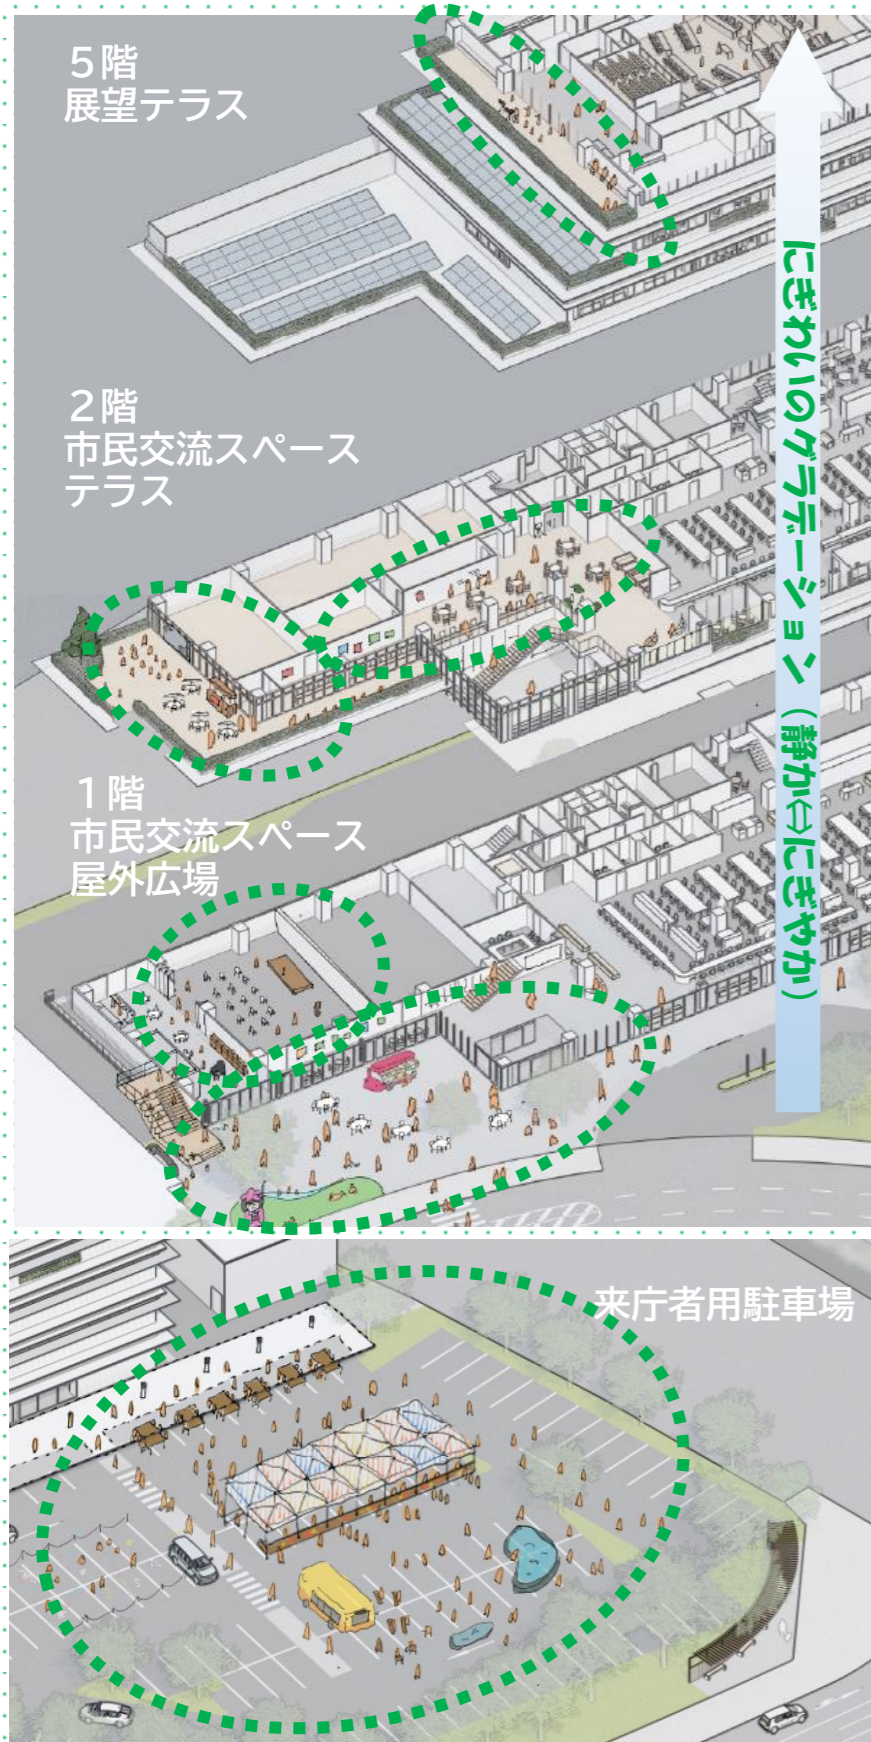 5階
展望テラス
にぎわいのグラデーション(静か⇔にぎやか)
2階
市民交流スペース
テラス
1階
市民交流スペース
屋外広場
来庁者用駐車場